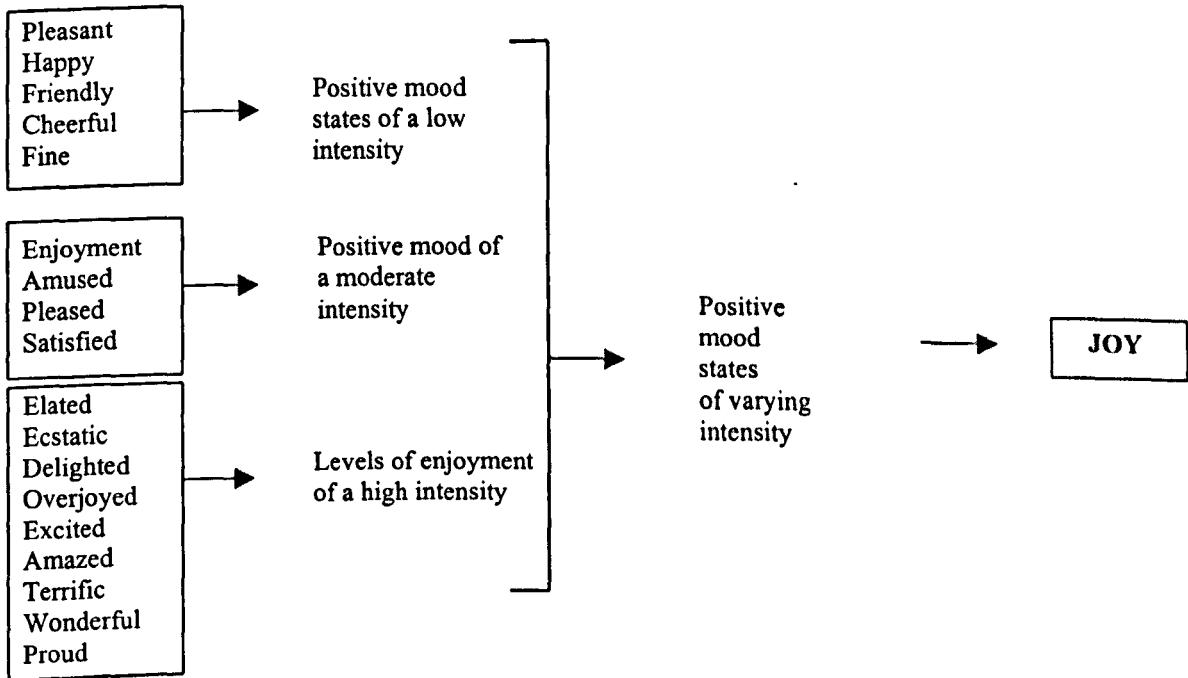 Pleasant
Happy
Friendly
Cheerful
Fine
Positive mood
states of a low
intensity
Enjoyment
Amused
Pleased
Satisfied
Positive mood of
a moderate
intensity
Elated
Ecstatic
Delighted
Overjoyed
Excited
Amazed
Terrific
Wonderful
Proud
Levels of enjoyment
of a high intensity
Positive
mood
states
of varying
intensity
JOY